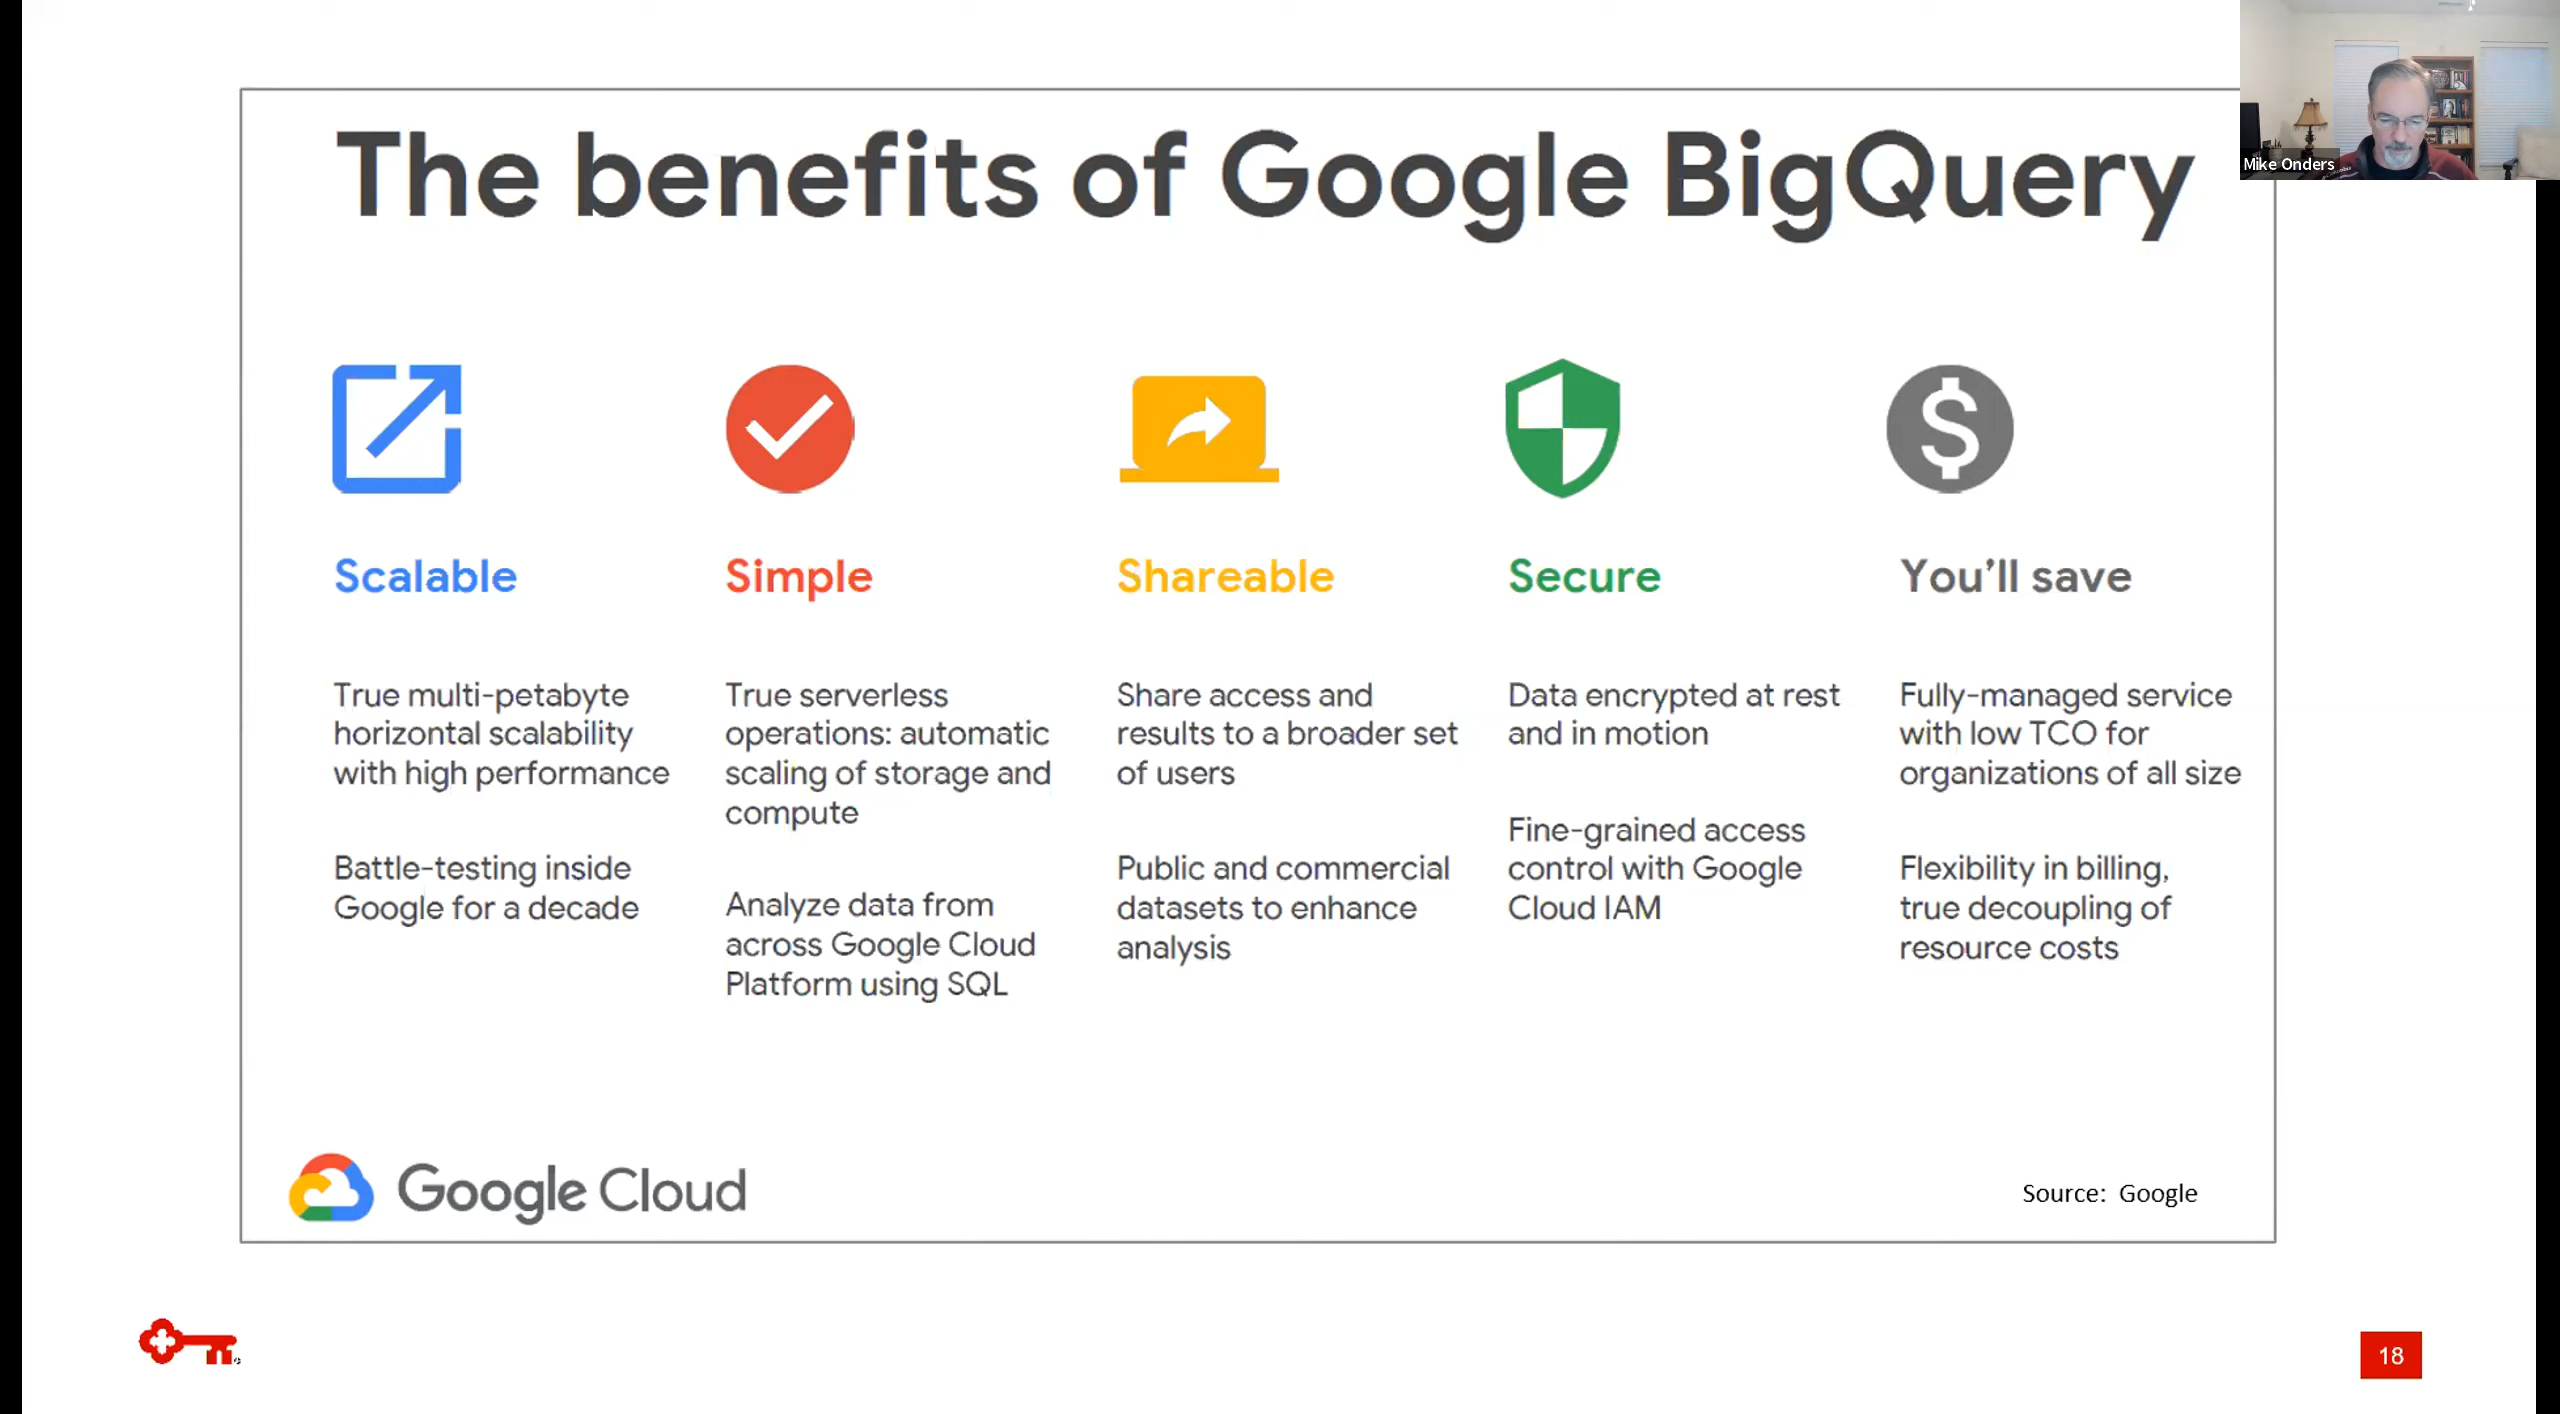 The benefits of Google BigQuery
Mike Onders
Scalable
True multi-petabyte
horizontal scalability
with high performance
Battle-testing inside
Google for a decade
Simple
True serverless
operations: automatic
scaling of storage and
compute
Analyze data from
across Google Cloud
Platform using SQL
Shareable
Share access and
results to a broader set
of users
Public and commercial
datasets to enhance
analysis
Secure
Data encrypted at rest
and in motion
Fine-grained access
control with Google
Cloud IAM
You'll save
Fully-managed service
with low TCO for
organizations of all size
Flexibility in billing,
true decoupling of
resource costs
Google Cloud
Source: Google
18